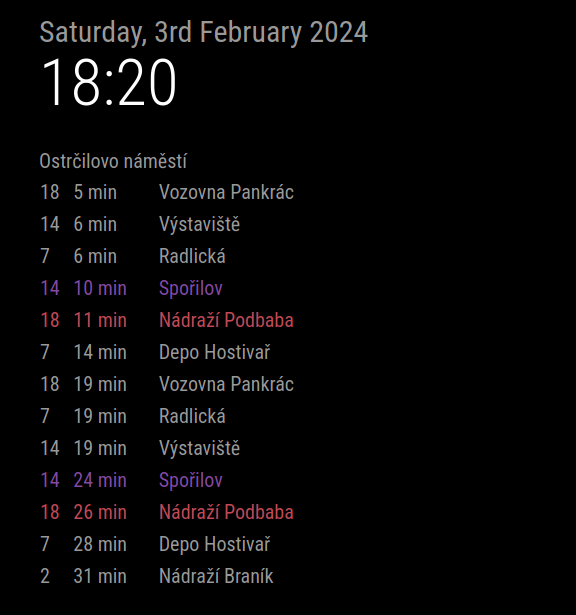 Saturday, 3rd February 2024
18:20
Ostrčilovo náměstí
18 5 min Vozovna Pankrác
14 6 min Výstaviště
7 6 min Radlická
14 10 min Spořilov
18 11 min Nádraží Podbaba
7 14 min Depo Hostivař
18 19 min Vozovna Pankrác
7 19 min Radlická
14 19 min Výstaviště
14 24 min Spořilov
18 26 min Nádraží Podbaba
7 28 min Depo Hostivař
2 31 min Nádraží Braník